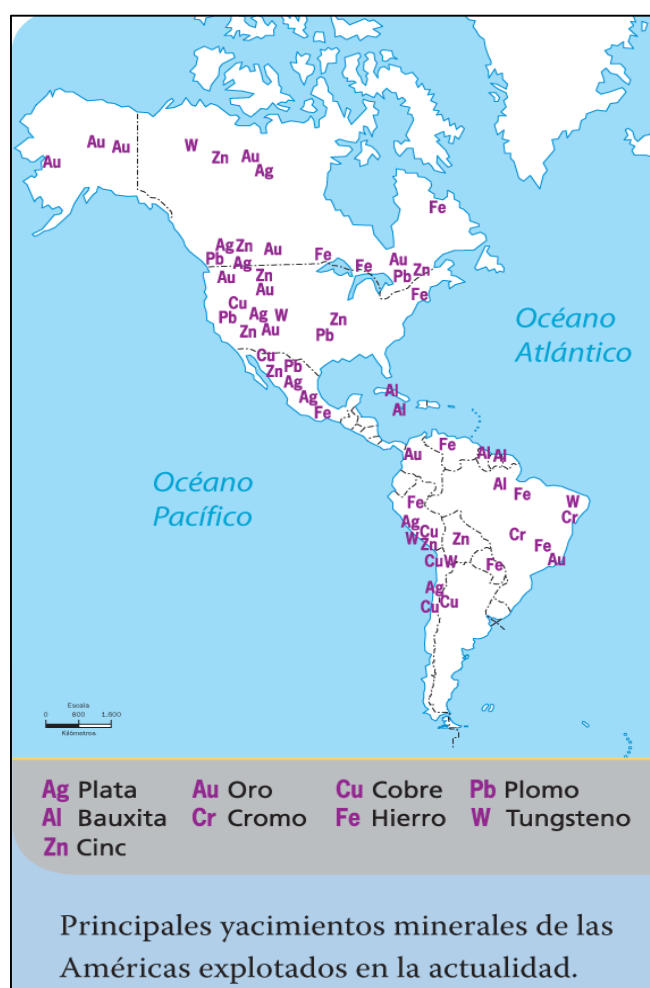 Au Au Au
W Zn Au Ag
Fe
Ag Zn Au Fe
Pb Ag Fe Au Zn
Au Zn Pb
Au Fe
Cu Ag W Zn
Pb Zn Au Pb
Océano
Atlántico
Cu Pb
Zn Ag
Ag Al
Fe Al
Océano
Pacífico
Au Fe Al Al
Al Fe
Fe W
Ag Cu Cr
W Zn Zn Cr Fe
Cu W Fe Au
Ag
Cu Cu
Escala
0 800 1,600
Kilómetros
Ag Plata Au Oro Cu Cobre Pb Plomo
Al Bauxita Cr Cromo Fe Hierro W Tungsteno
Zn Cinc
Principales yacimientos minerales de las
Américas explotados en la actualidad.